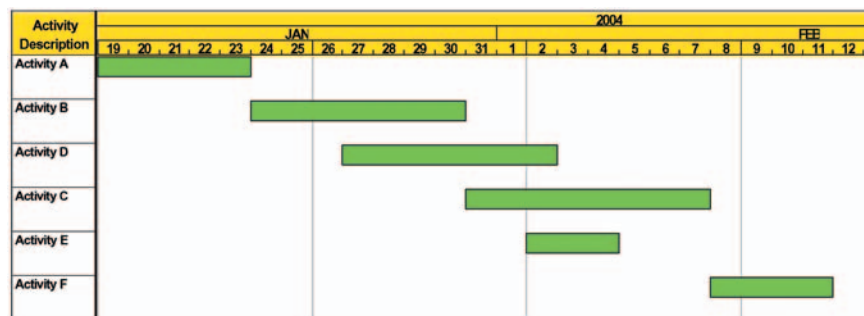 Activity Description
2004
JAN FEB
19 20 21 22 23 24 25 26 27 28 29 30 31 1 2 3 4 5 6 7 8 9 10 11 12
Activity A
Activity B
Activity D
Activity C
Activity E
Activity F